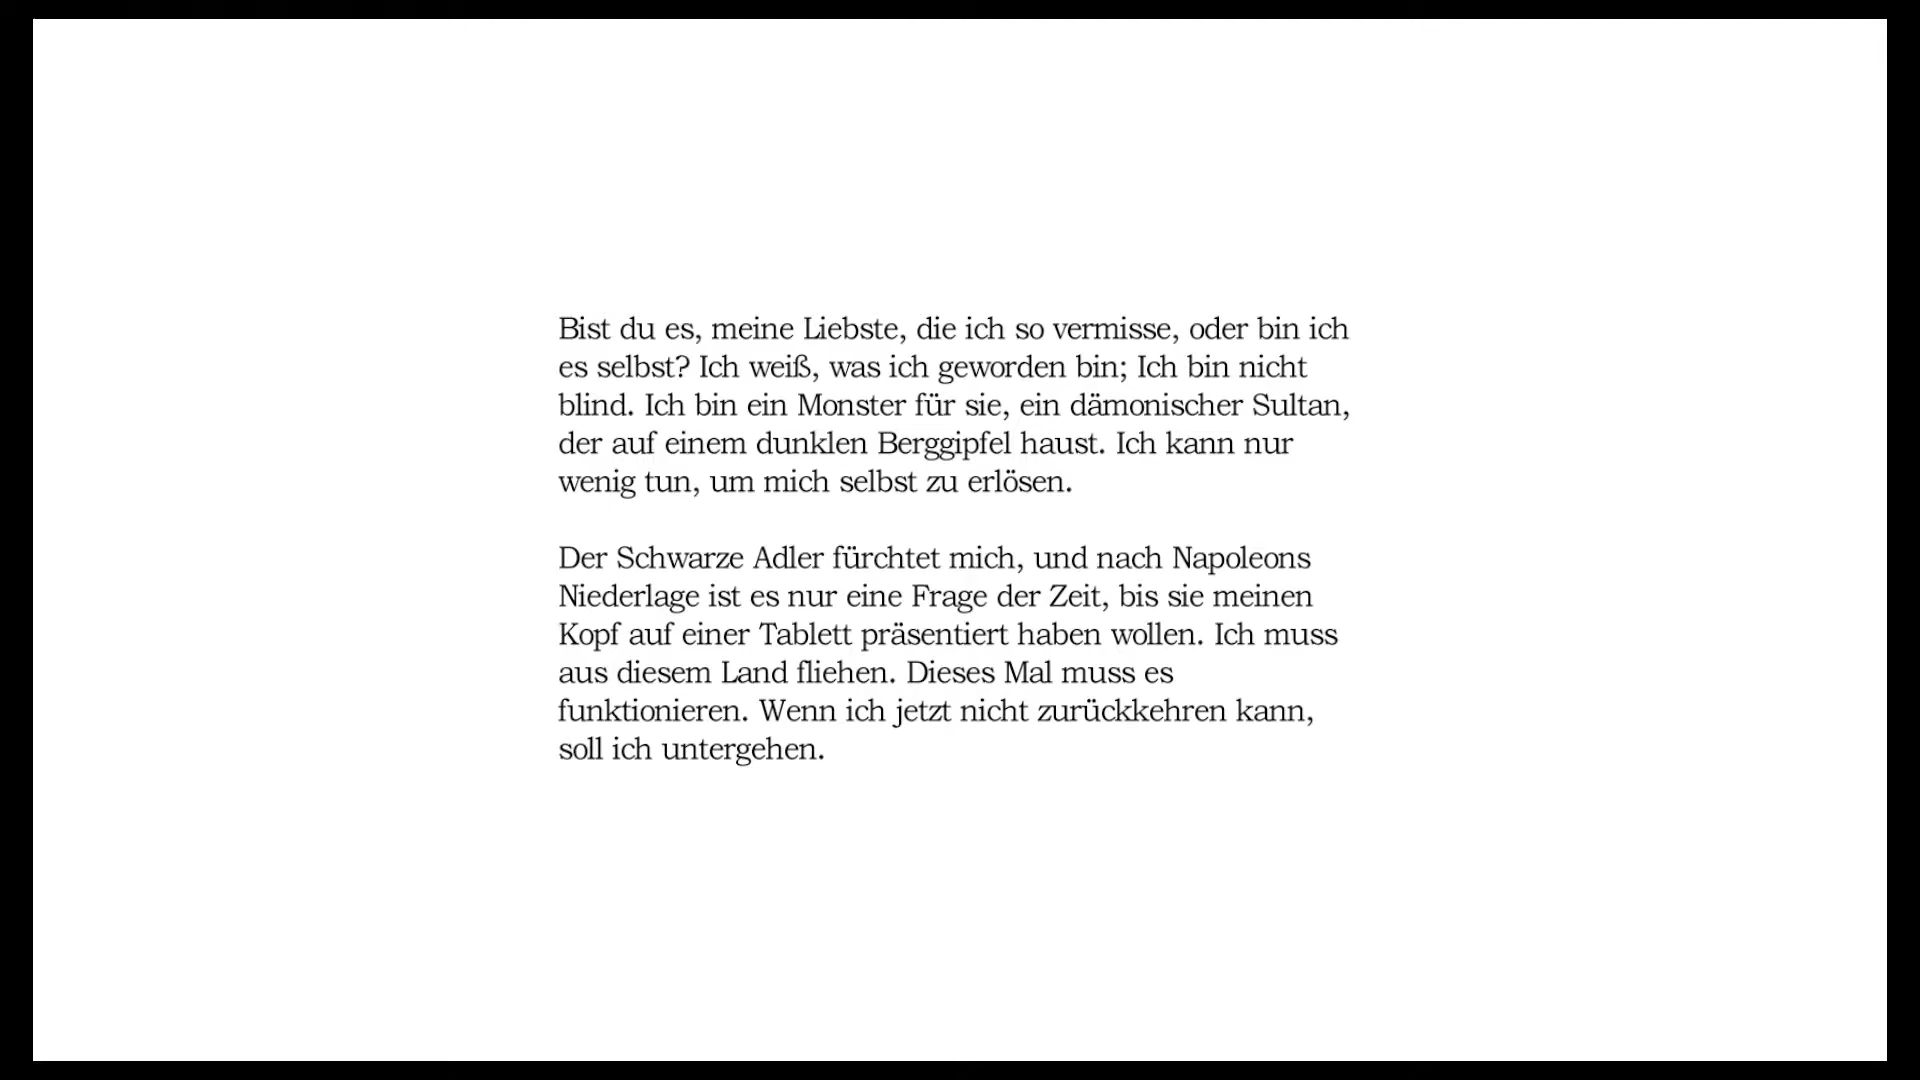 Bist du es, meine Liebste, die ich so vermisse, oder bin ich
es selbst? Ich weiß, was ich geworden bin; Ich bin nicht
blind. Ich bin ein Monster für sie, ein dämonischer Sultan,
der auf einem dunklen Berggipfel haust. Ich kann nur
wenig tun, um mich selbst zu erlösen.

Der Schwarze Adler fürchtet mich, und nach Napoleons
Niederlage ist es nur eine Frage der Zeit, bis sie meinen
Kopf auf einer Tablett präsentiert haben wollen. Ich muss
aus diesem Land fliehen. Dieses Mal muss es
funktionieren. Wenn ich jetzt nicht zurückkehren kann,
soll ich untergehen.